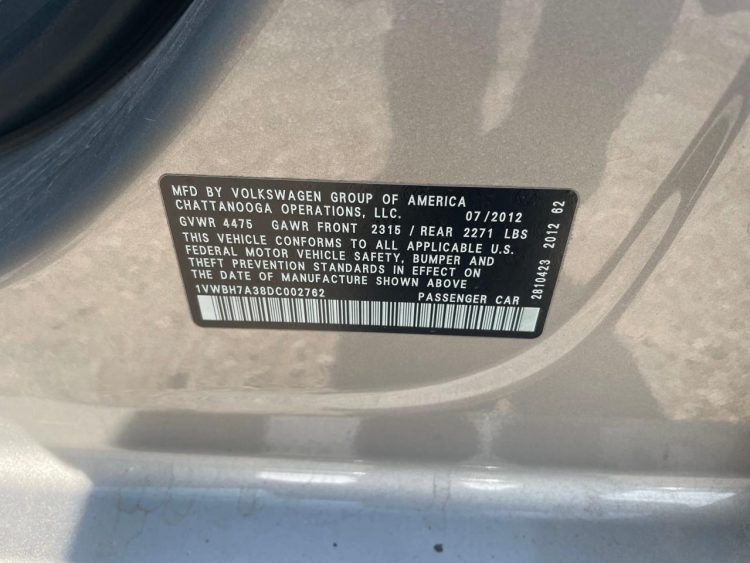 MFD BY VOLKSWAGEN GROUP OF AMERICA
CHATTANOOGA OPERATIONS, LLC. 07/2012
GVWR 4475 GAWR FRONT 2315 / REAR 2271 LBS
THIS VEHICLE CONFORMS TO ALL APPLICABLE U.S.
FEDERAL MOTOR VEHICLE SAFETY, BUMPER AND
THEFT PREVENTION STANDARDS IN EFFECT ON
THE DATE OF MANUFACTURE SHOWN ABOVE
1VWBH7A38DC002762 PASSENGER CAR
2810423 2012 62